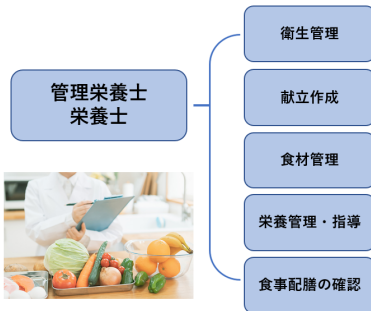 管理栄養士
栄養士
衛生管理
献立作成
食材管理
栄養管理・指導
食事配膳の確認